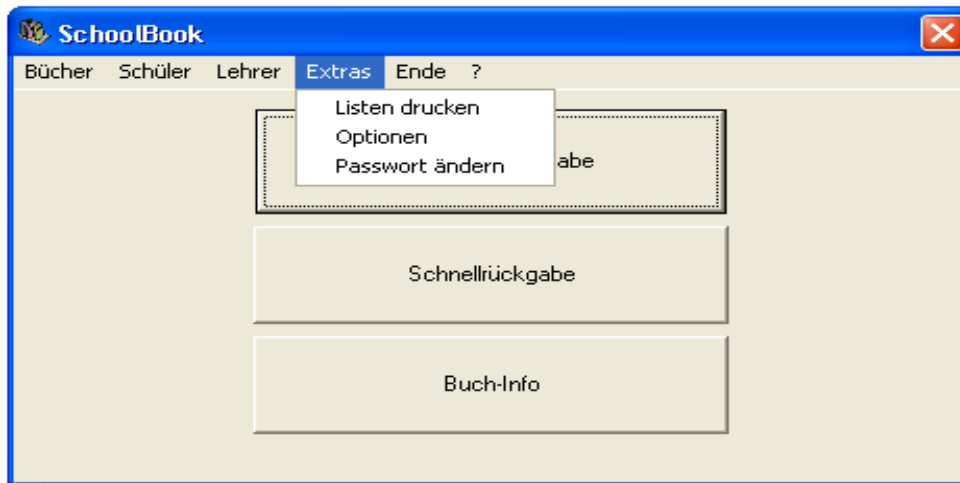 SchoolBook
Bücher Schüler Lehrer Extras Ende ?
Listen drucken
Optionen
Passwort ändern
abe
Schnellrückgabe
Buch-Info